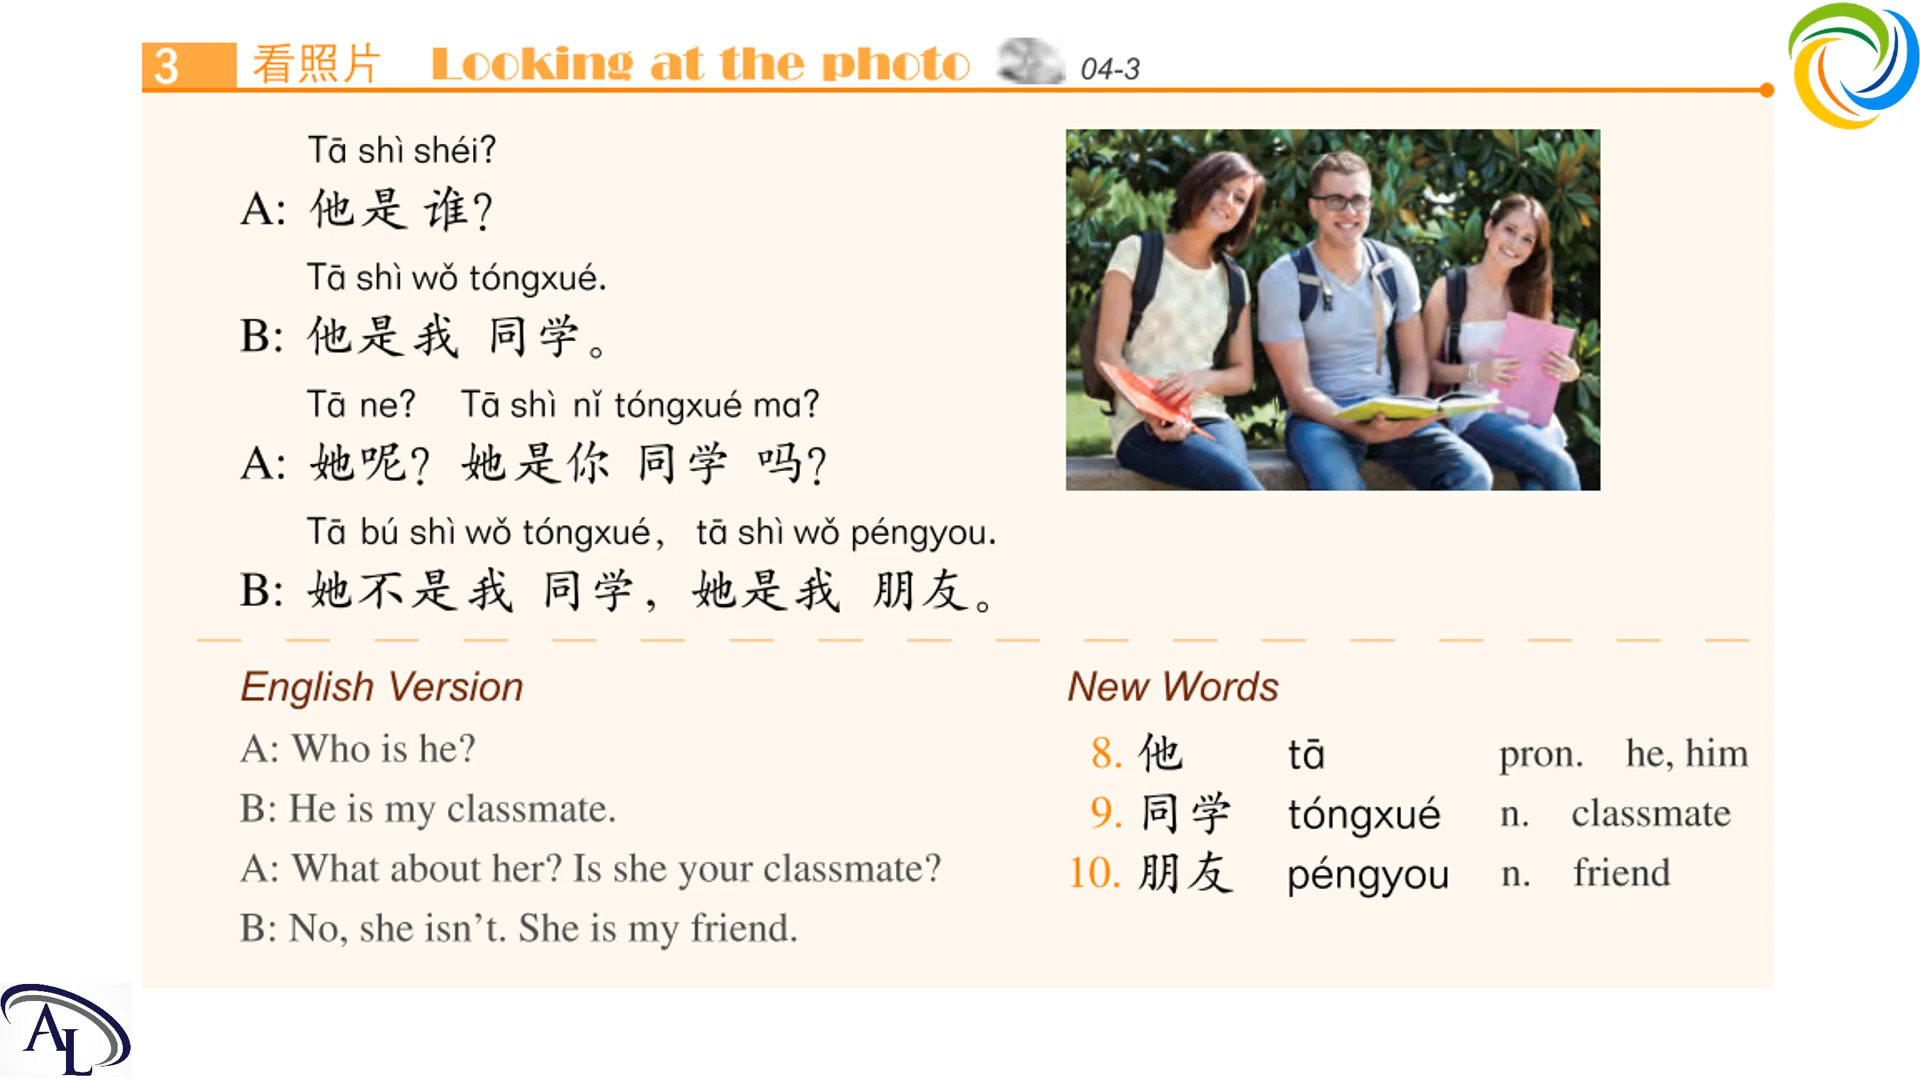 3 看照片 Looking at the photo 04-3
Tā shì shéi?
A: 他是谁?
Tā shì wǒ tóngxué.
B: 他是我同学。
Tā ne? Tā shì nǐ tóngxué ma?
A: 她呢? 她是你同学吗?
Tā bú shì wǒ tóngxué, tā shì wǒ péngyou.
B: 她不是我同学, 她是我朋友。
English Version
A: Who is he?
B: He is my classmate.
A: What about her? Is she your classmate?
B: No, she isn't. She is my friend.
New Words
8. 他 tā pron. he, him
9. 同学 tóngxué n. classmate
10. 朋友 péngyou n. friend
AL